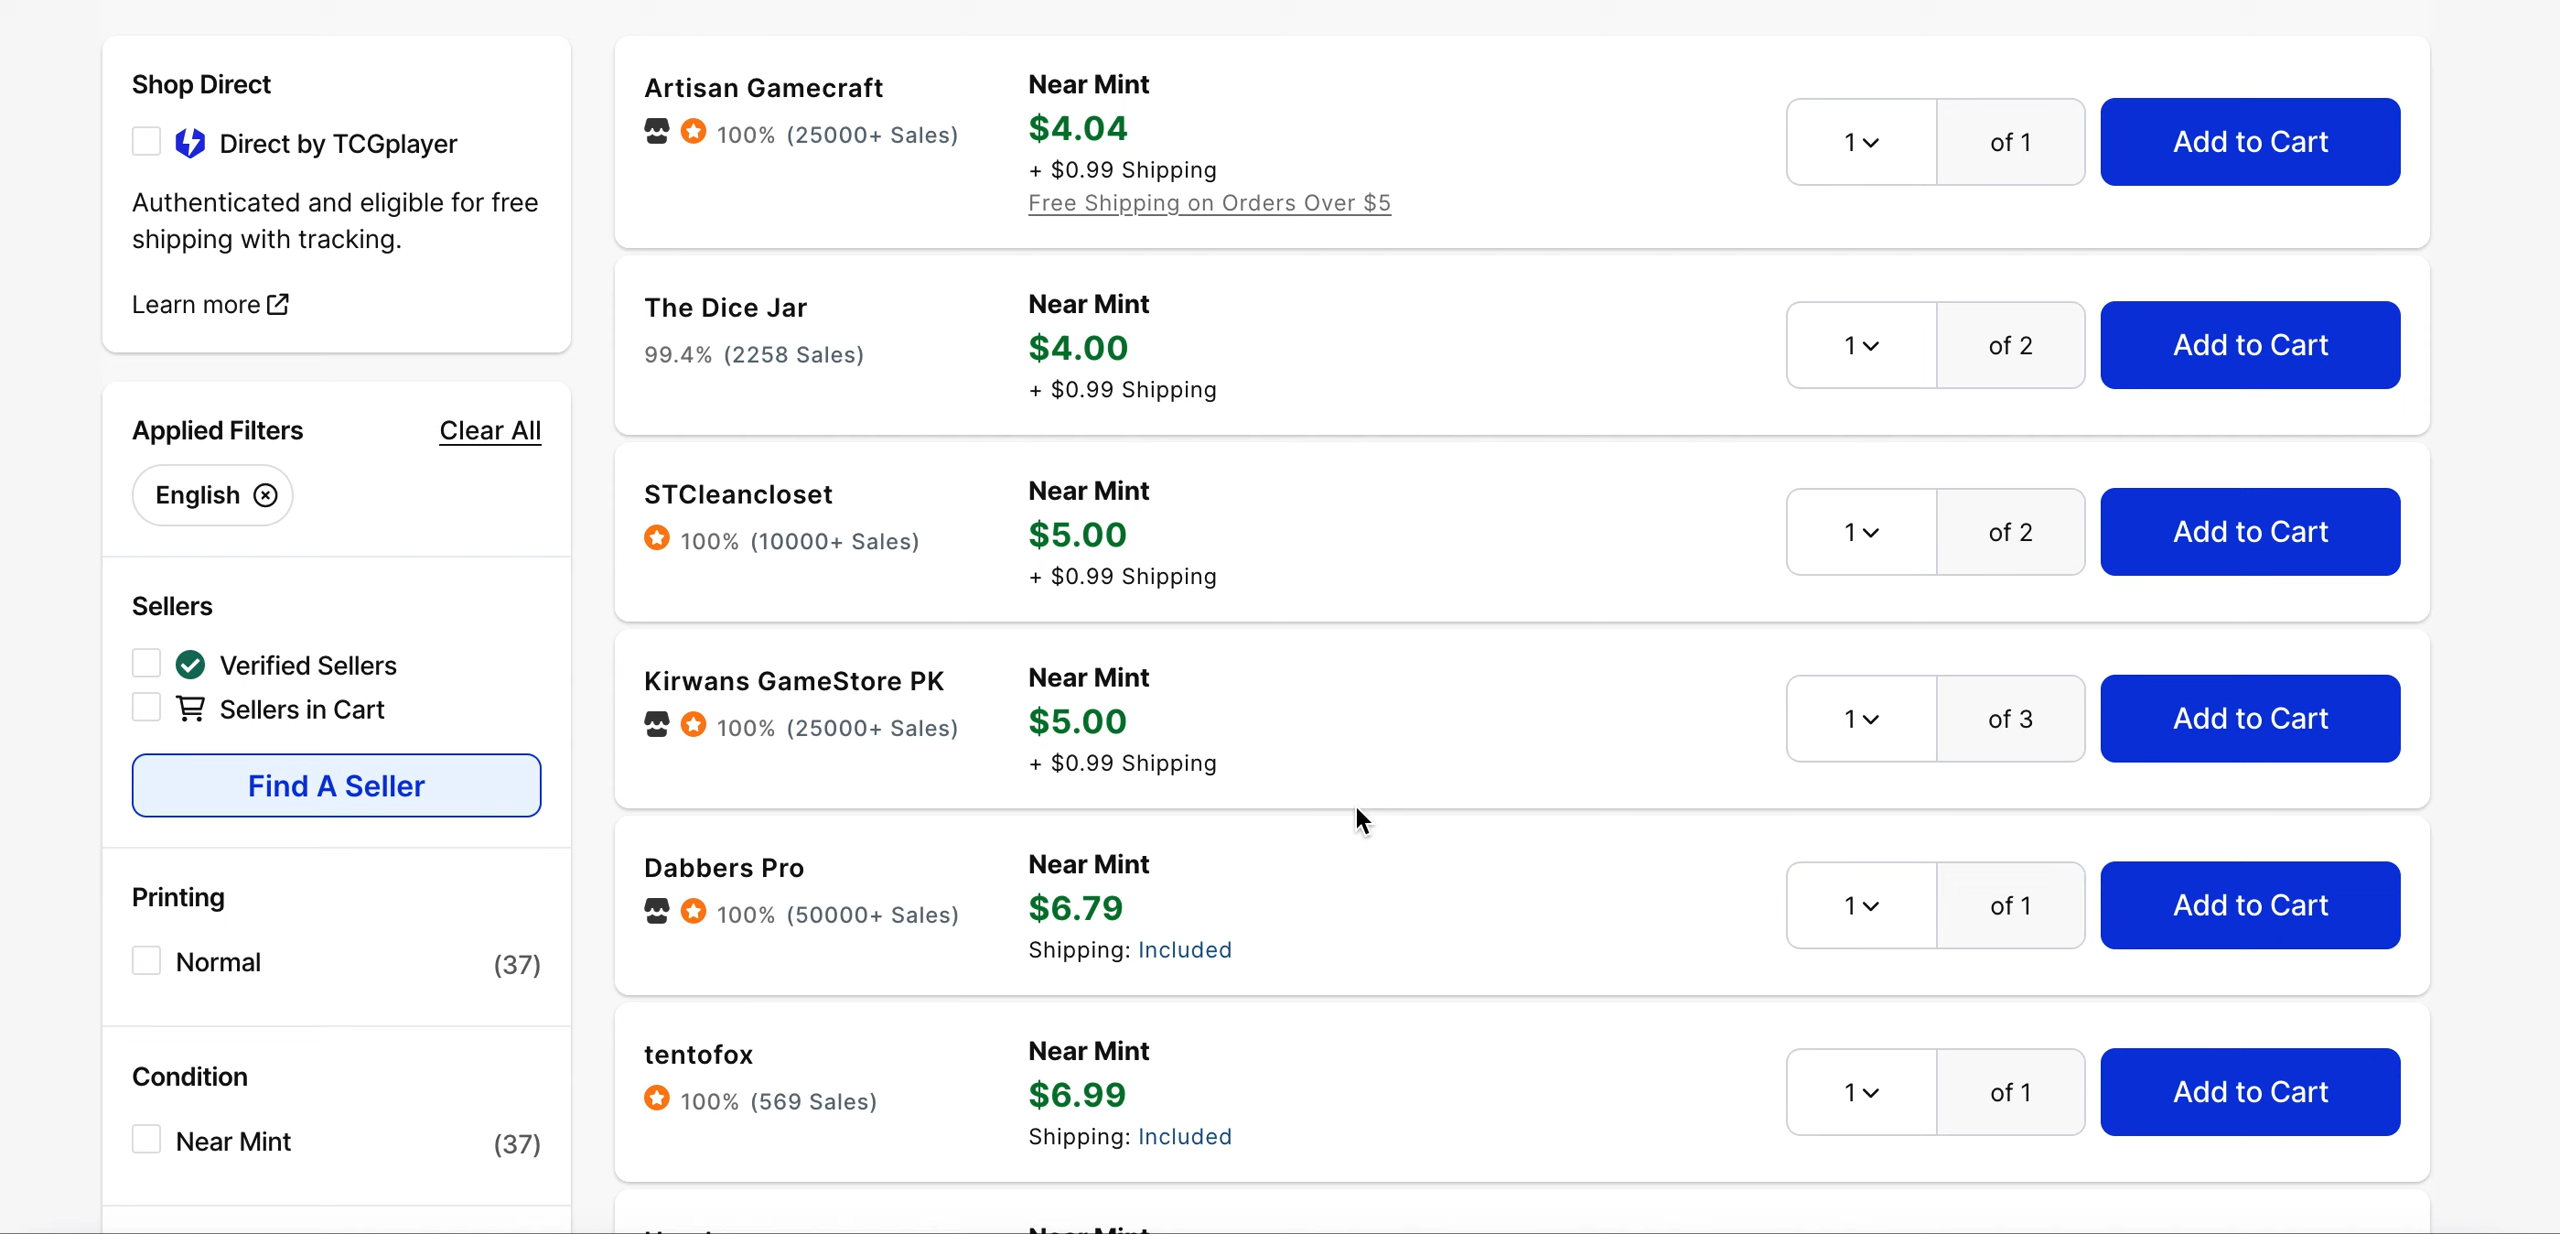 Shop Direct
Direct by TCGplayer
Authenticated and eligible for free
shipping with tracking.
Learn more
Applied Filters
Clear All
English
Sellers
Verified Sellers
Sellers in Cart
Find A Seller
Printing
Normal (37)
Condition
Near Mint (37)
Artisan Gamecraft
100% (25000+ Sales)
Near Mint
$4.04
+ $0.99 Shipping
Free Shipping on Orders Over $5
1 of 1
Add to Cart
The Dice Jar
99.4% (2258 Sales)
Near Mint
$4.00
+ $0.99 Shipping
1 of 2
Add to Cart
STCleancloset
100% (10000+ Sales)
Near Mint
$5.00
+ $0.99 Shipping
1 of 2
Add to Cart
Kirwans GameStore PK
100% (25000+ Sales)
Near Mint
$5.00
+ $0.99 Shipping
1 of 3
Add to Cart
Dabbers Pro
100% (50000+ Sales)
Near Mint
$6.79
Shipping: Included
1 of 1
Add to Cart
tentofox
100% (569 Sales)
Near Mint
$6.99
Shipping: Included
1 of 1
Add to Cart
Near Mint